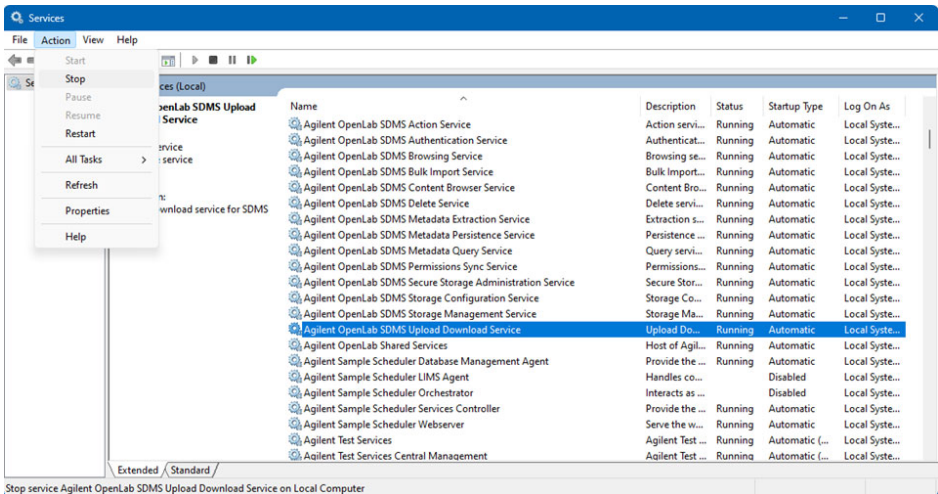 Services
File Action View Help
Start
Stop
Pause
Resume
Restart
All Tasks
Refresh
Properties
Help
Se
ces (Local)
penLab SDMS Upload
Service
ervice
service
n:
wnload service for SDMS
Name Description Status Startup Type Log On As
Agilent OpenLab SDMS Action Service Action servi... Running Automatic Local Syste...
Agilent OpenLab SDMS Authentication Service Authenticat... Running Automatic Local Syste...
Agilent OpenLab SDMS Browsing Service Browsing se... Running Automatic Local Syste...
Agilent OpenLab SDMS Bulk Import Service Bulk Import... Running Automatic Local Syste...
Agilent OpenLab SDMS Content Browser Service Content Bro... Running Automatic Local Syste...
Agilent OpenLab SDMS Delete Service Delete servi... Running Automatic Local Syste...
Agilent OpenLab SDMS Metadata Extraction Service Extraction s... Running Automatic Local Syste...
Agilent OpenLab SDMS Metadata Persistence Service Persistence ... Running Automatic Local Syste...
Agilent OpenLab SDMS Metadata Query Service Query servi... Running Automatic Local Syste...
Agilent OpenLab SDMS Permissions Sync Service Permissions... Running Automatic Local Syste...
Agilent OpenLab SDMS Secure Storage Administration Service Secure Stor... Running Automatic Local Syste...
Agilent OpenLab SDMS Storage Configuration Service Storage Co... Running Automatic Local Syste...
Agilent OpenLab SDMS Storage Management Service Storage Ma... Running Automatic Local Syste...
Agilent OpenLab SDMS Upload Download Service Upload Do... Running Automatic Local Syste...
Agilent OpenLab Shared Services Host of Agil... Running Automatic Local Syste...
Agilent Sample Scheduler Database Management Agent Provide the ... Running Automatic Local Syste...
Agilent Sample Scheduler LIMS Agent Handles co... Disabled Local Syste...
Agilent Sample Scheduler Orchestrator Interacts as ... Disabled Local Syste...
Agilent Sample Scheduler Services Controller Provide the ... Running Automatic Local Syste...
Agilent Sample Scheduler Webserver Serve the w... Running Automatic Local Syste...
Agilent Test Services Agilent Test ... Running Automatic (... Local Syste...
Agilent Test Services Central Management Agilent Test ... Running Automatic (... Local Syste...
Extended Standard
Stop service Agilent OpenLab SDMS Upload Download Service on Local Computer